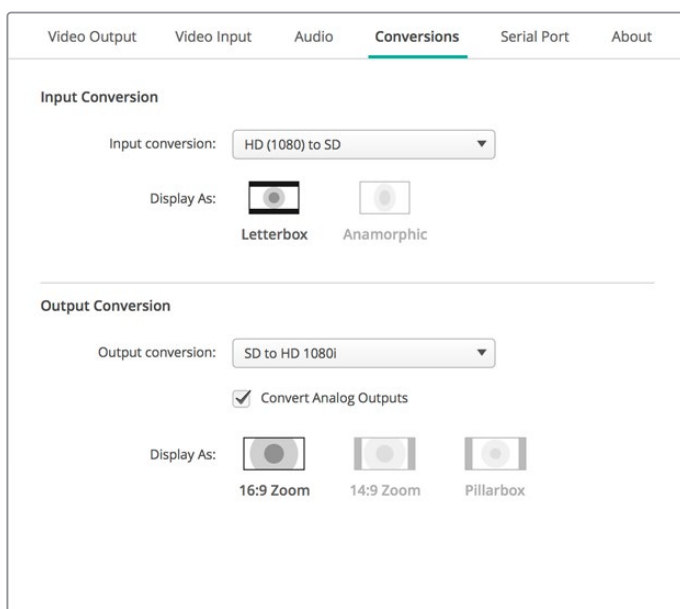 Video Output Video Input Audio Conversions Serial Port About
Input Conversion
Input conversion: HD (1080) to SD
Display As:
Letterbox Anamorphic
Output Conversion
Output conversion: SD to HD 1080i
Convert Analog Outputs
Display As:
16:9 Zoom 14:9 Zoom Pillarbox